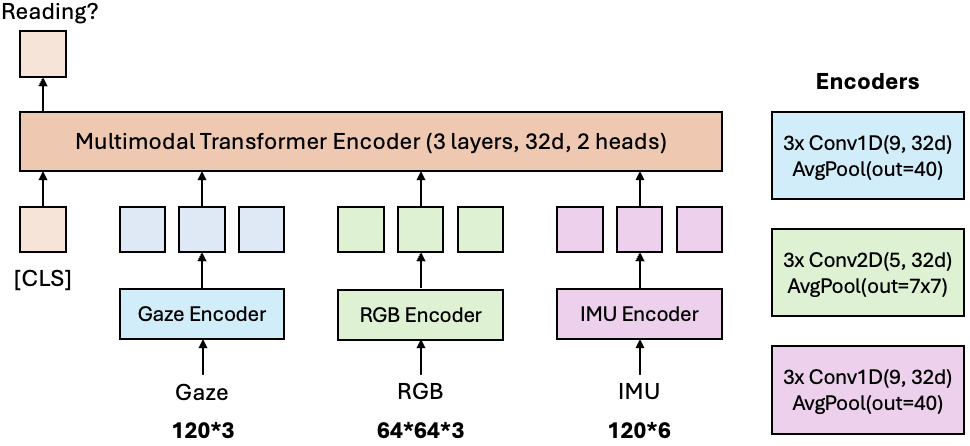 Reading?
Multimodal Transformer Encoder (3 layers, 32d, 2 heads)
[CLS]
Gaze Encoder
RGB Encoder
IMU Encoder
Gaze
RGB
IMU
120*3
64*64*3
120*6
Encoders
3x Conv1D(9, 32d)
AvgPool(out=40)
3x Conv2D(5, 32d)
AvgPool(out=7x7)
3x Conv1D(9, 32d)
AvgPool(out=40)